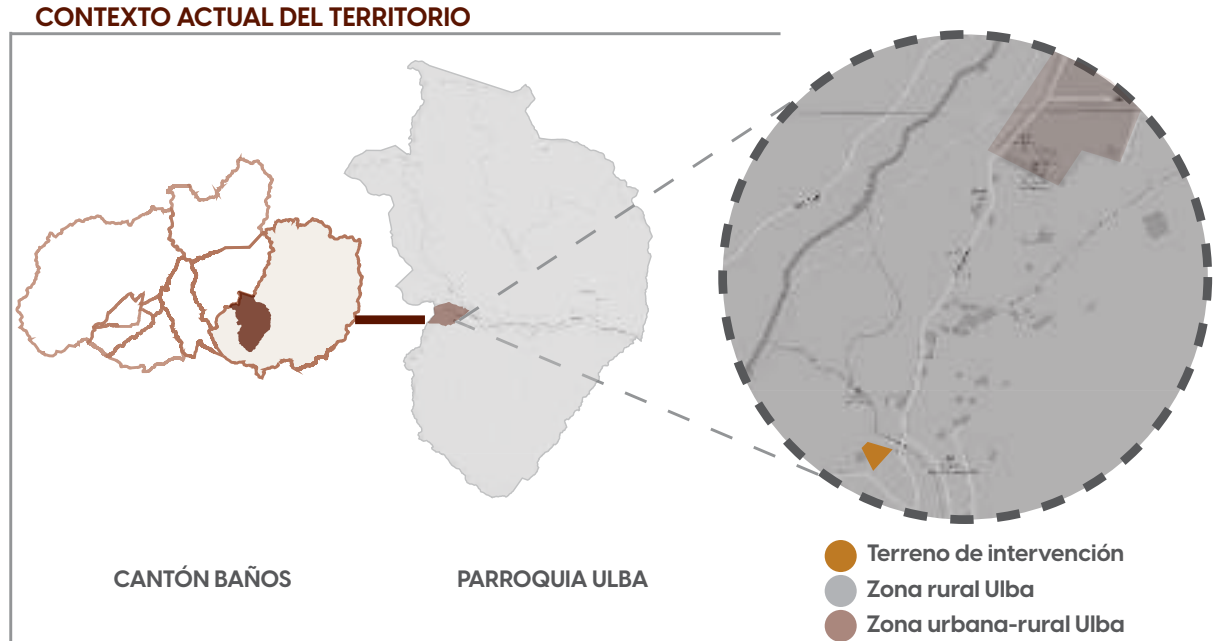 CONTEXTO ACTUAL DEL TERRITORIO
CANTÓN BAÑOS
PARROQUIA ULBA
Terreno de intervención
Zona rural Ulba
Zona urbana-rural Ulba